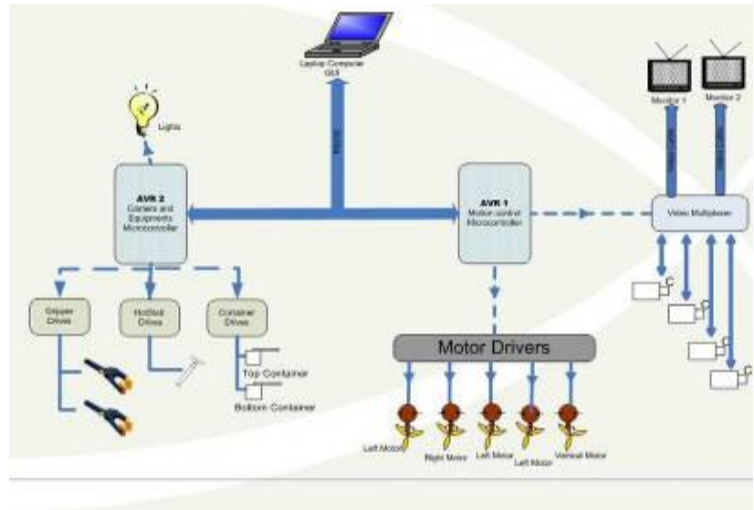 Laptop Computer
GUI
Lights
Monitor 1
Monitor 2
AVR 2
Camera and
Equipments
Microcontroller
AVR 1
Motion control
Microcontroller
Video Multiplexer
Gripper
Drives
HotStab
Drives
Container
Drives
Top Container
Bottom Container
Motor Drivers
Left Motor
Right Motor
Left Motor
Left Motor
Vertical Motor